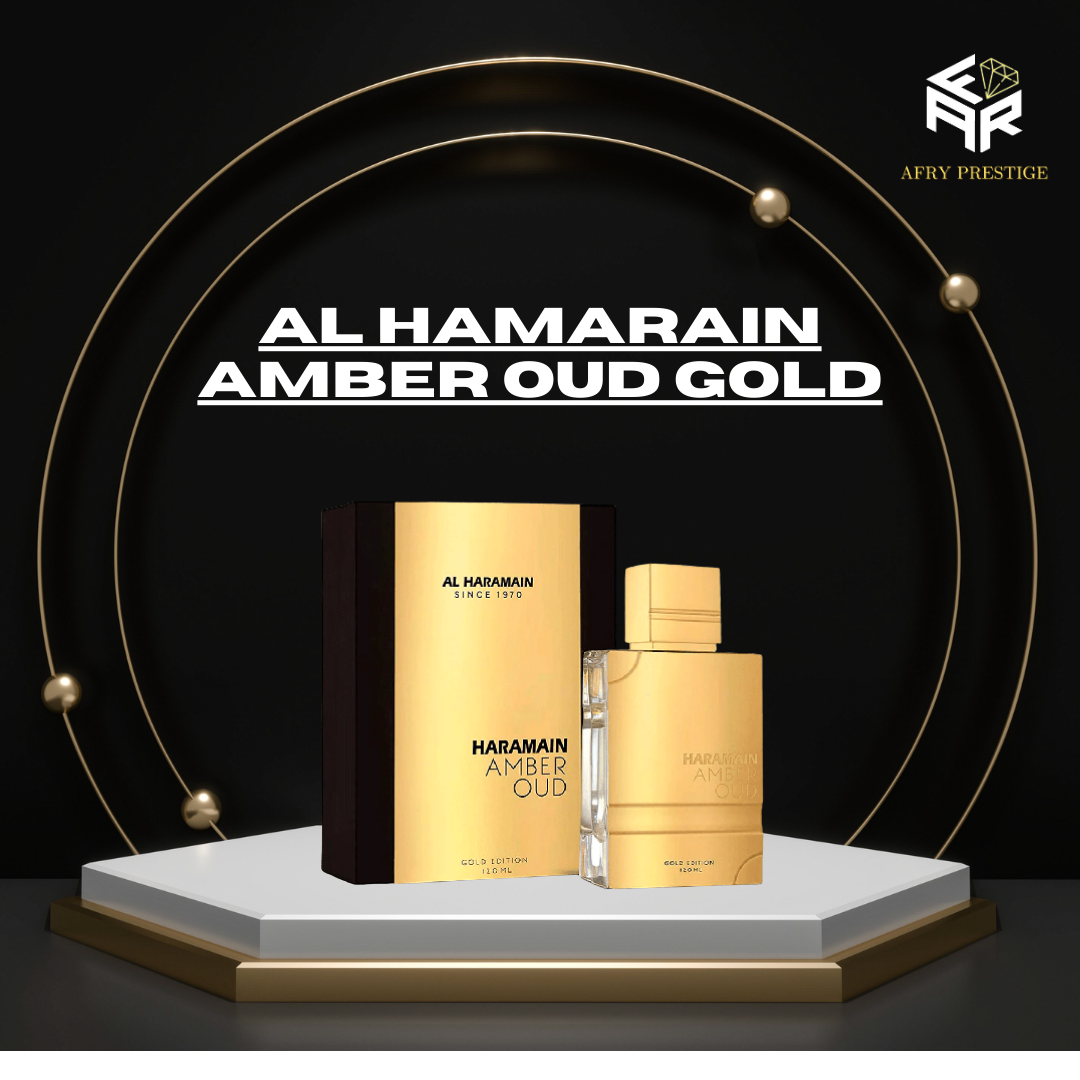 AFRY PRESTIGE
AL HAMARAIN
AMBER OUD GOLD
AL HARAMAIN
SINCE 1970
HARAMAIN
AMBER
OUD
GOLD EDITION
120 ML
HARAMAIN
AMBER
OUD
GOLD EDITION
120 ML